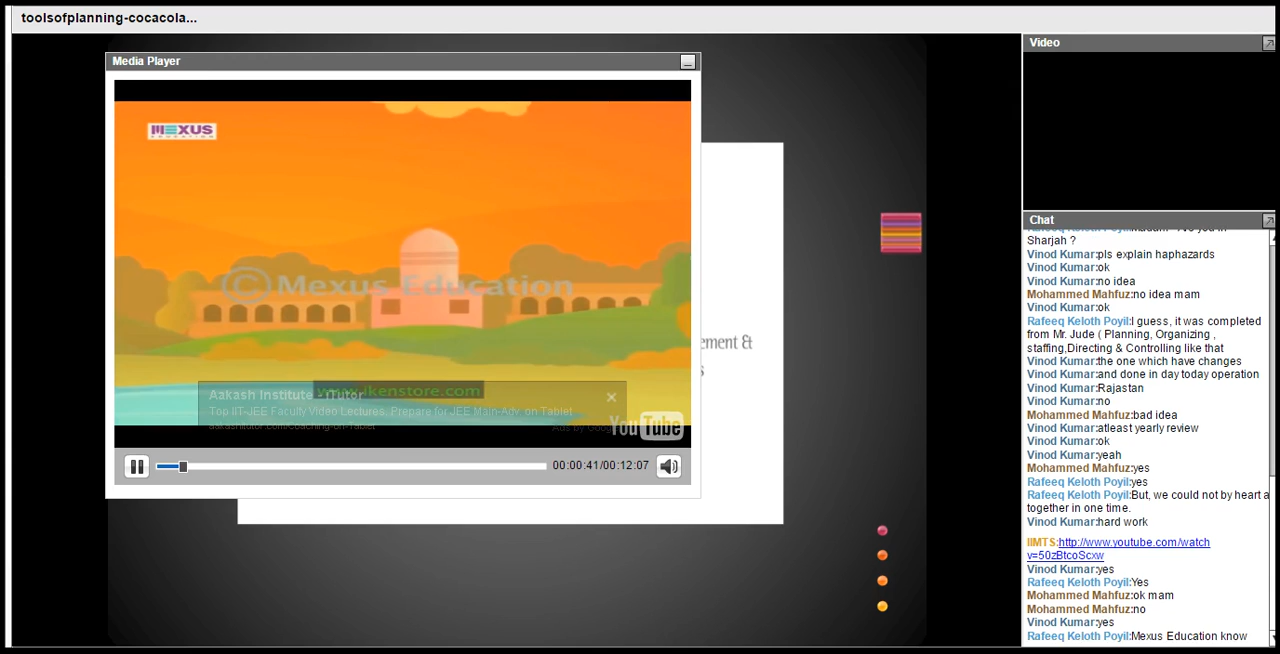 toolsofplanning-cocacola...
Media Player
MEXUS
EDUCATION
© Mexus Education
www.ikenstore.com
Aakash Institute - iTutor
Top IIT-JEE Faculty Video Lectures. Prepare for JEE Main-Adv. on Tablet
aakashitutor.com/Coaching-on-Tablet
Ads by Google
YouTube
00:00:41/00:12:07
ement &
s
Video
Chat
Sharjah ?
Vinod Kumar:pls explain haphazards
Vinod Kumar:ok
Vinod Kumar:no idea
Mohammed Mahfuz:no idea mam
Vinod Kumar:ok
Rafeeq Keloth Poyil:I guess, it was completed
from Mr. Jude ( Planning, Organizing ,
staffing,Directing & Controlling like that
Vinod Kumar:the one which have changes
Vinod Kumar:and done in day today operation
Vinod Kumar:Rajastan
Vinod Kumar:no
Mohammed Mahfuz:bad idea
Vinod Kumar:atleast yearly review
Vinod Kumar:ok
Vinod Kumar:yeah
Mohammed Mahfuz:yes
Rafeeq Keloth Poyil:yes
Rafeeq Keloth Poyil:But, we could not by heart a
together in one time.
Vinod Kumar:hard work
IIMTS:http://www.youtube.com/watch
v=50zBtcoScxw
Vinod Kumar:yes
Rafeeq Keloth Poyil:Yes
Mohammed Mahfuz:ok mam
Mohammed Mahfuz:no
Vinod Kumar:yes
Rafeeq Keloth Poyil:Mexus Education know